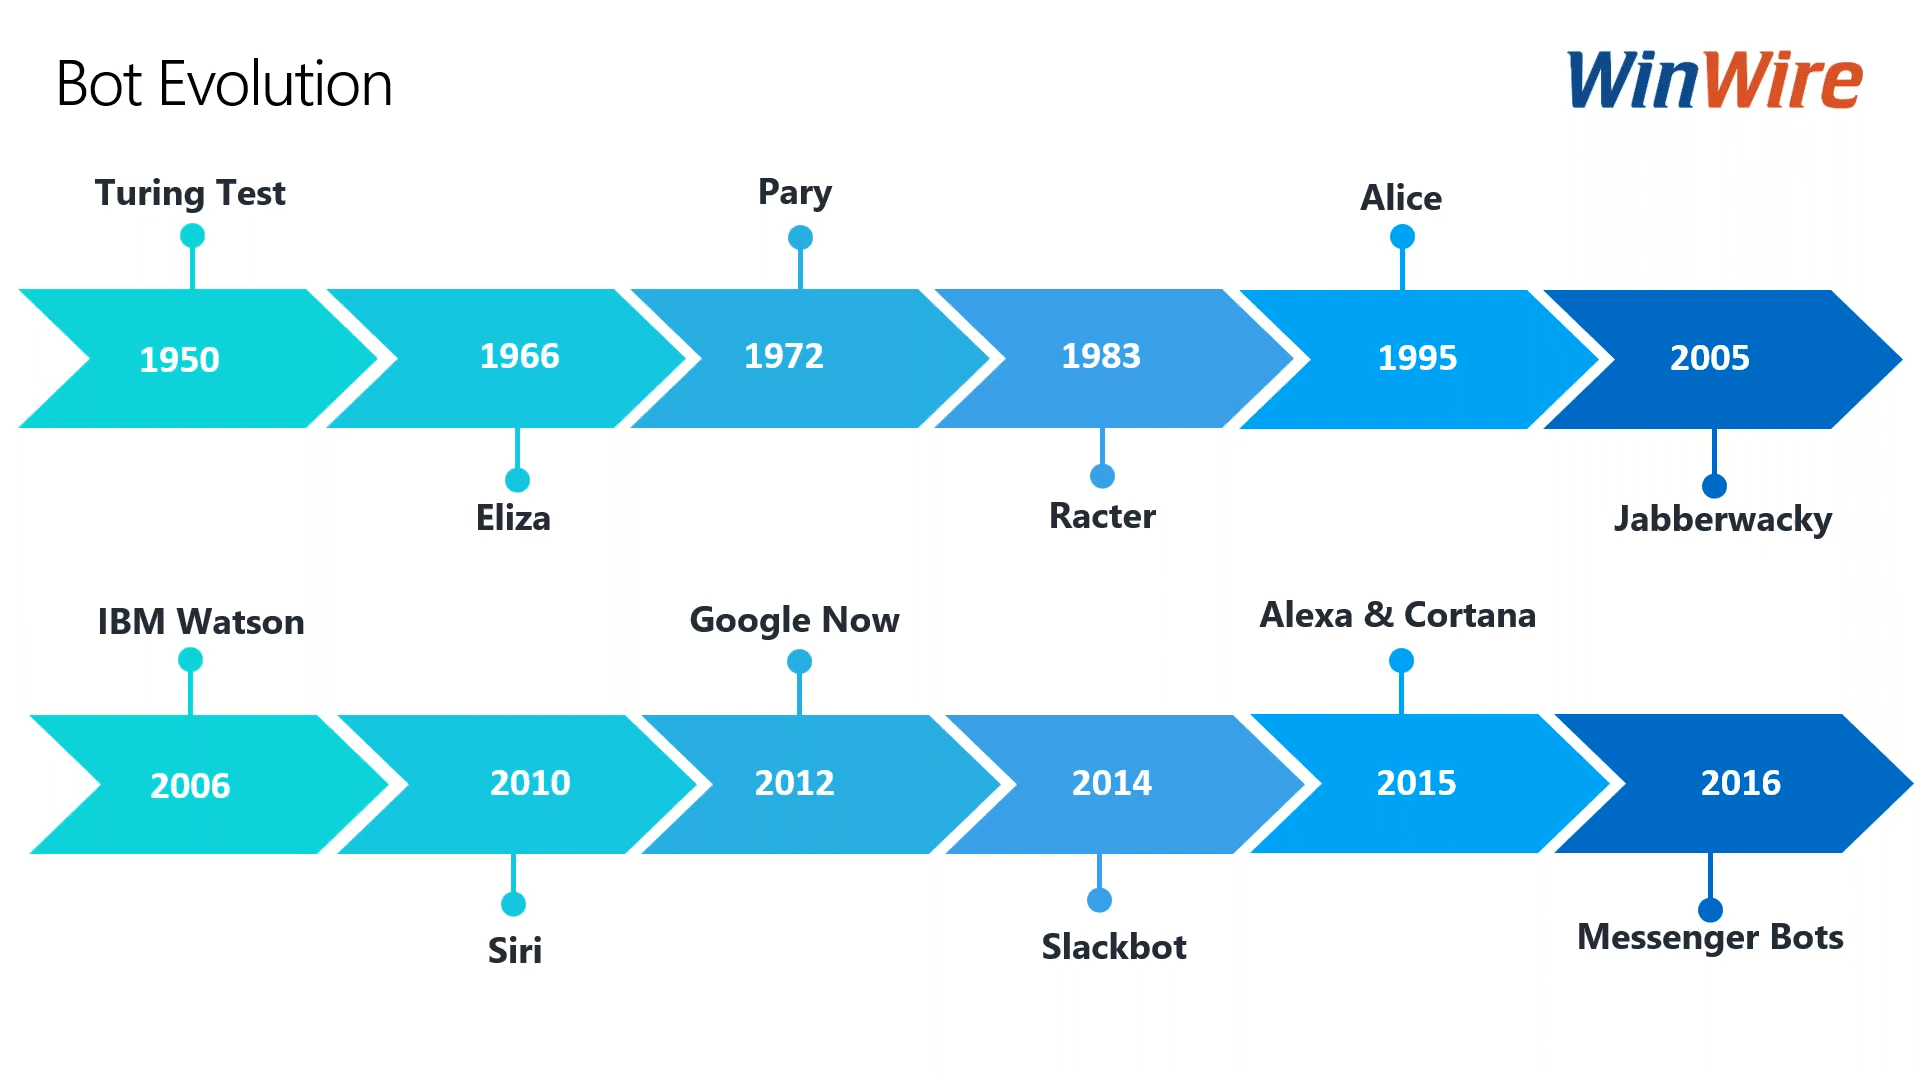 Bot Evolution
WinWire
Turing Test
Pary
Alice
1950
1966
1972
1983
1995
2005
Eliza
Racter
Jabberwacky
IBM Watson
Google Now
Alexa & Cortana
2006
2010
2012
2014
2015
2016
Siri
Slackbot
Messenger Bots